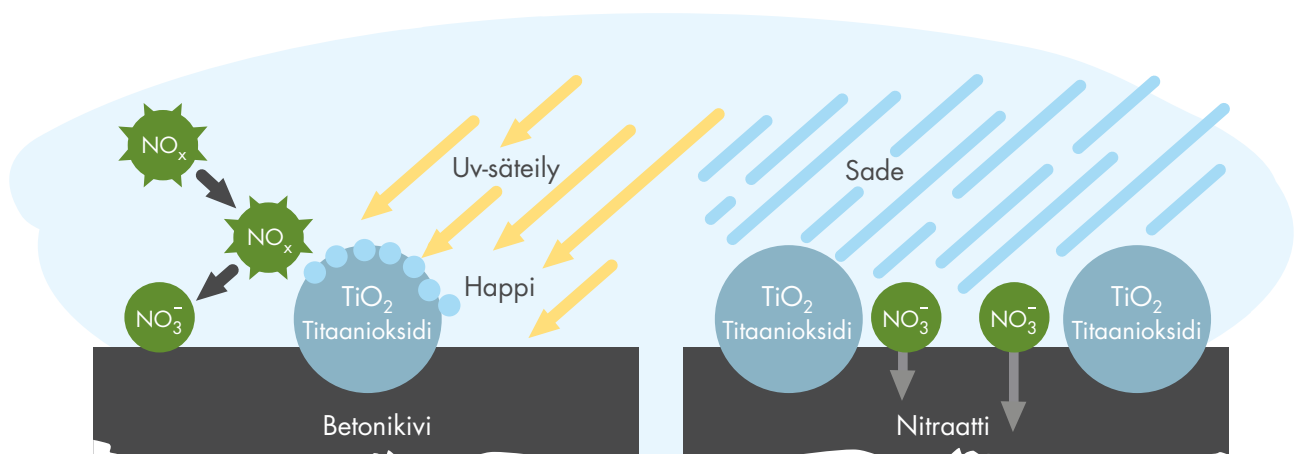 NOx
NOx
NO3−
Uv-säteily
Happi
TiO2
Titaanioksidi
Betonikivi
Sade
TiO2
Titaanioksidi
NO3−
NO3−
TiO2
Titaanioksidi
Nitraatti